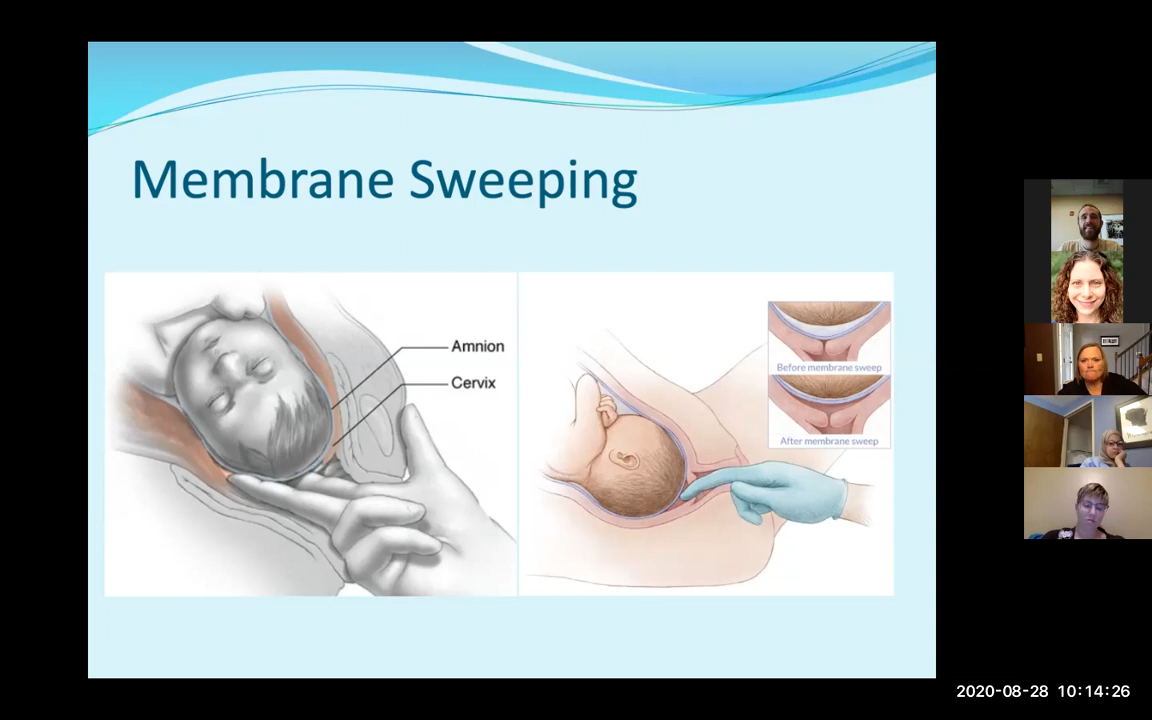 Membrane Sweeping
Amnion
Cervix
Before membrane sweep
After membrane sweep
2020-08-28 10:14:26